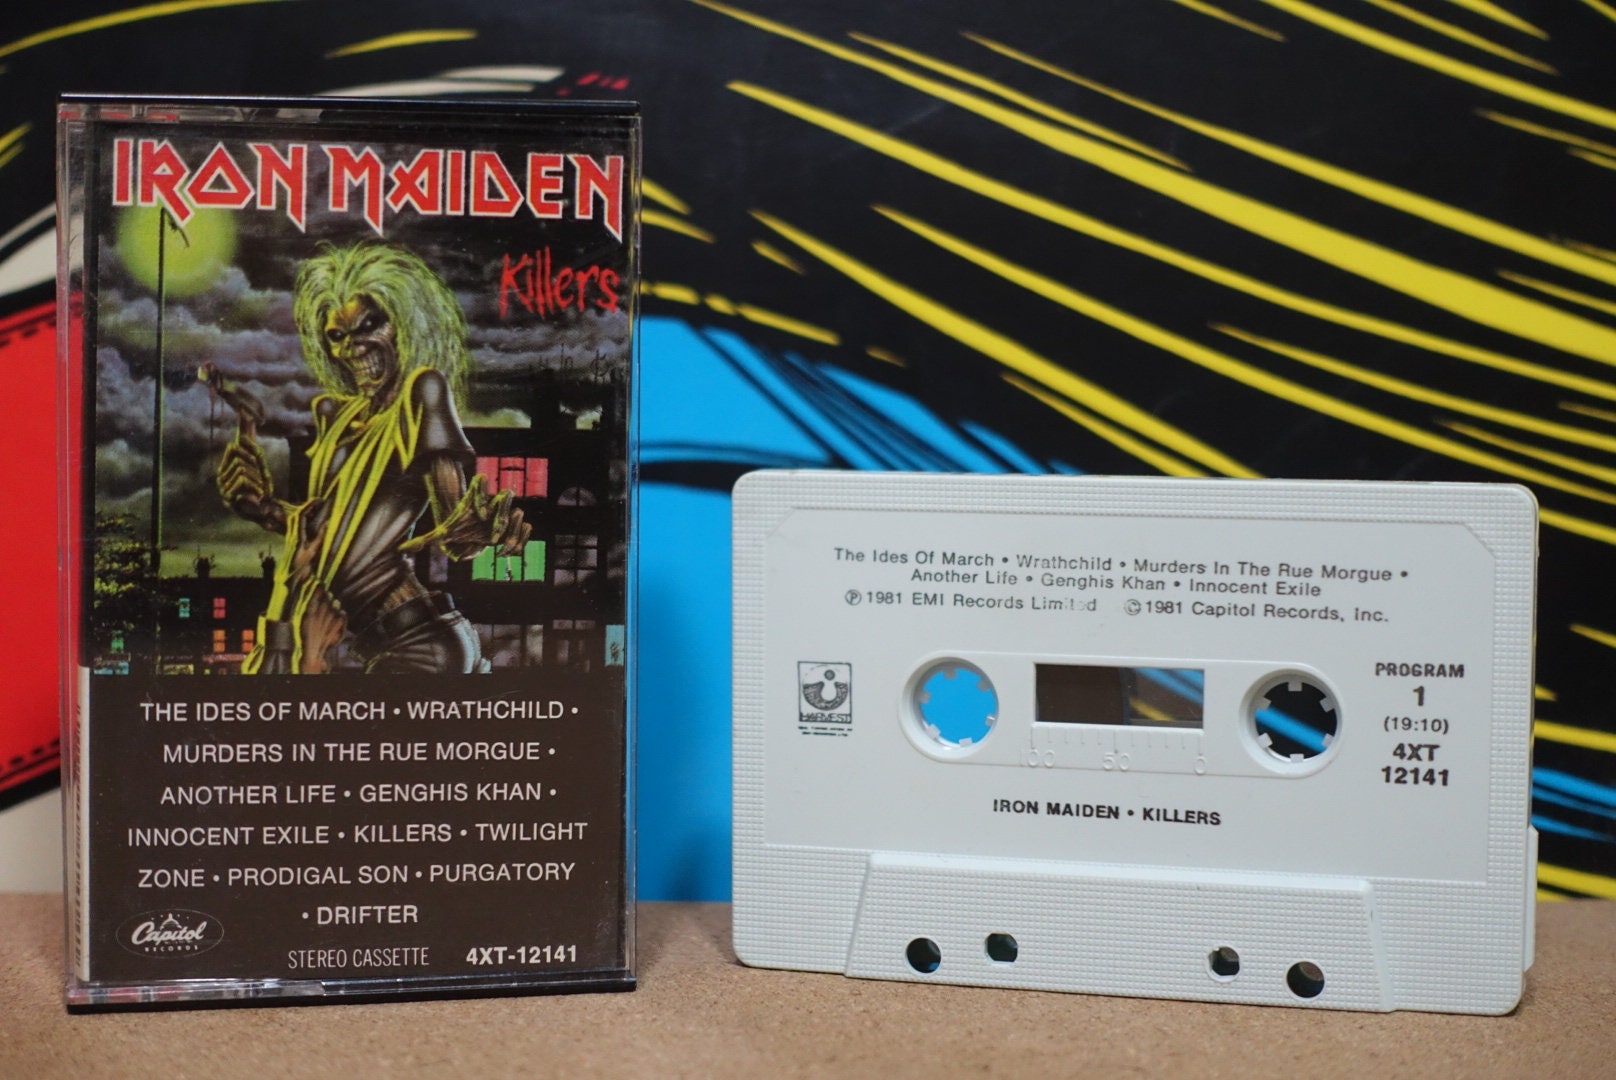 IRON MAIDEN
Killers
THE IDES OF MARCH • WRATHCHILD •
MURDERS IN THE RUE MORGUE •
ANOTHER LIFE • GENGHIS KHAN •
INNOCENT EXILE • KILLERS • TWILIGHT
ZONE • PRODIGAL SON • PURGATORY
• DRIFTER
Capitol
RECORDS
STEREO CASSETTE 4XT-12141
The Ides Of March • Wrathchild • Murders In The Rue Morgue •
Another Life • Genghis Khan • Innocent Exile
℗ 1981 EMI Records Limited © 1981 Capitol Records, Inc.
HARVEST
PROGRAM
1
(19:10)
4XT
12141
100 50 0
IRON MAIDEN • KILLERS